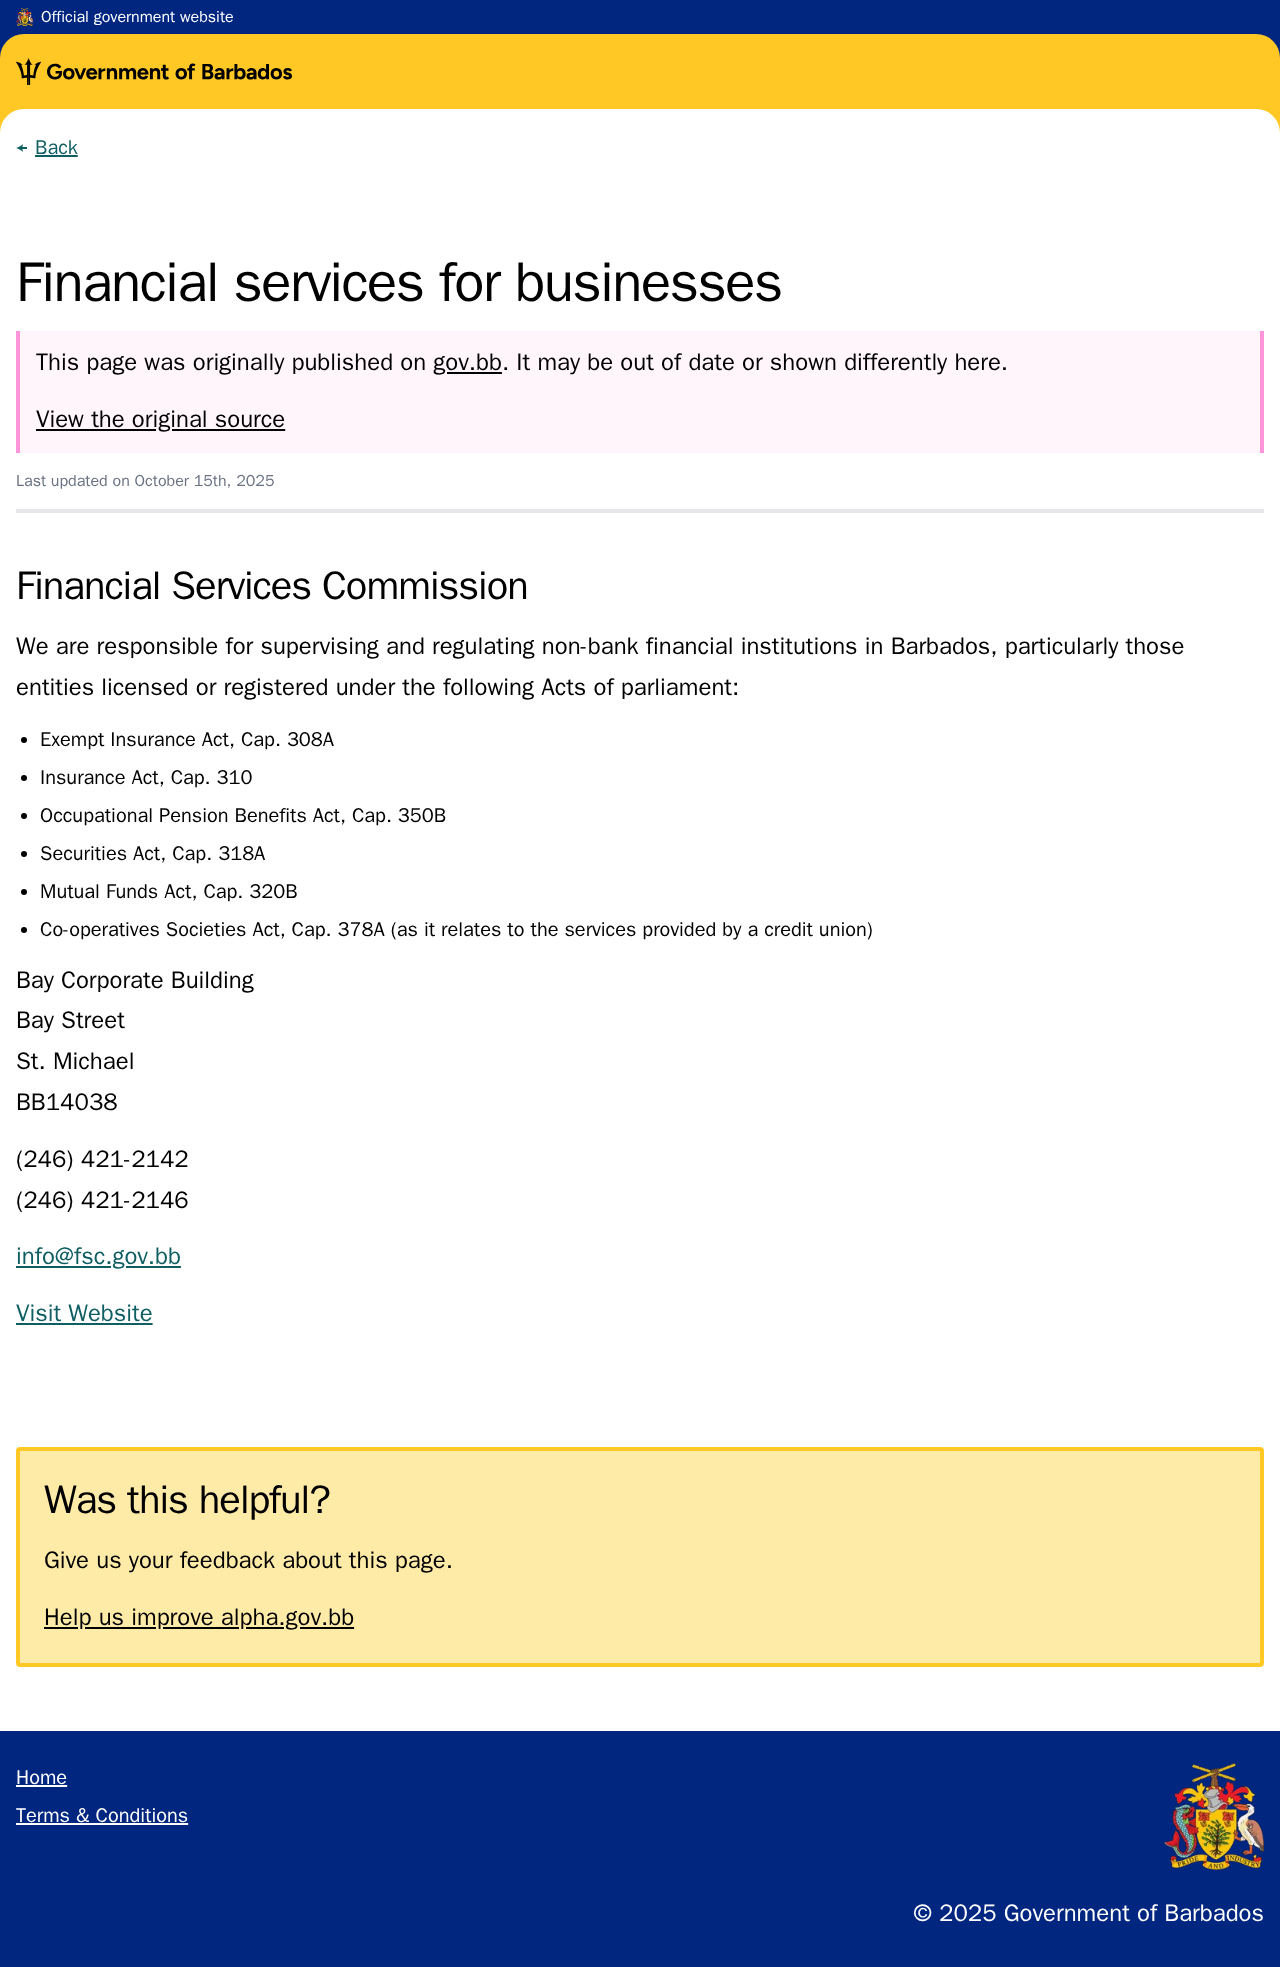 Official government website
Government of Barbados
← Back
Financial services for businesses
This page was originally published on gov.bb. It may be out of date or shown differently here.
View the original source
Last updated on October 15th, 2025
Financial Services Commission
We are responsible for supervising and regulating non-bank financial institutions in Barbados, particularly those
entities licensed or registered under the following Acts of parliament:
• Exempt Insurance Act, Cap. 308A
• Insurance Act, Cap. 310
• Occupational Pension Benefits Act, Cap. 350B
• Securities Act, Cap. 318A
• Mutual Funds Act, Cap. 320B
• Co-operatives Societies Act, Cap. 378A (as it relates to the services provided by a credit union)
Bay Corporate Building
Bay Street
St. Michael
BB14038
(246) 421-2142
(246) 421-2146
info@fsc.gov.bb
Visit Website
Was this helpful?
Give us your feedback about this page.
Help us improve alpha.gov.bb
Home
Terms & Conditions
PRIDE AND INDUSTRY
© 2025 Government of Barbados